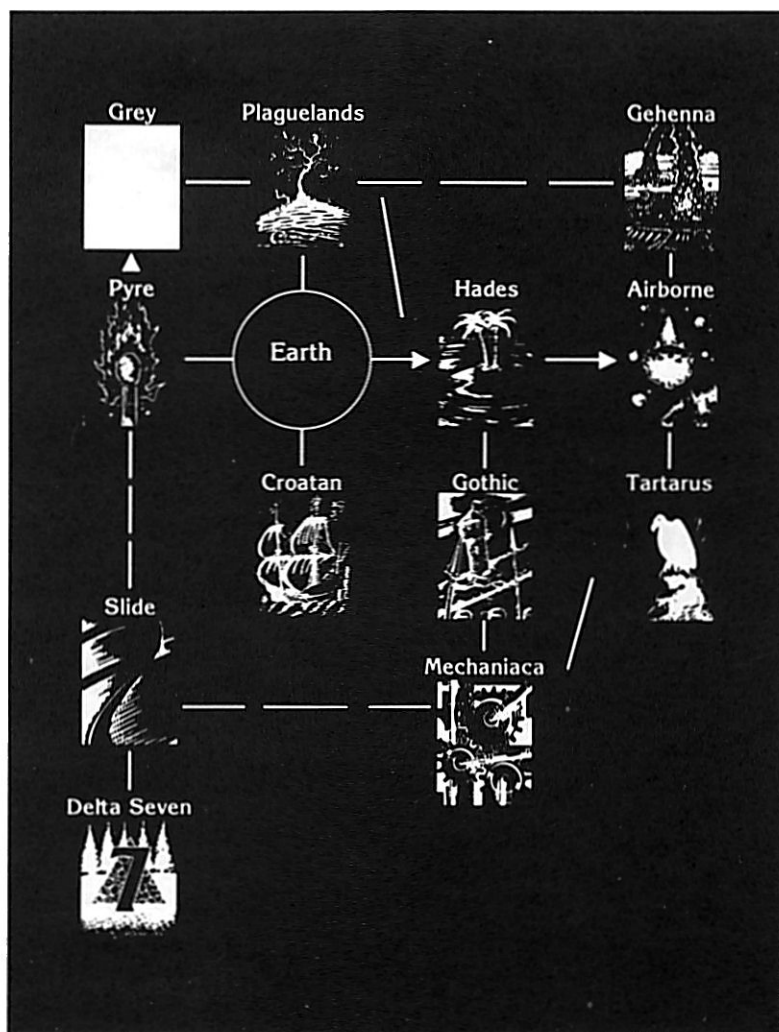 Grey
Plaguelands
Gehenna
Pyre
Hades
Airborne
Earth
Croatan
Gothic
Tartarus
Slide
Mechaniaca
Delta Seven
7